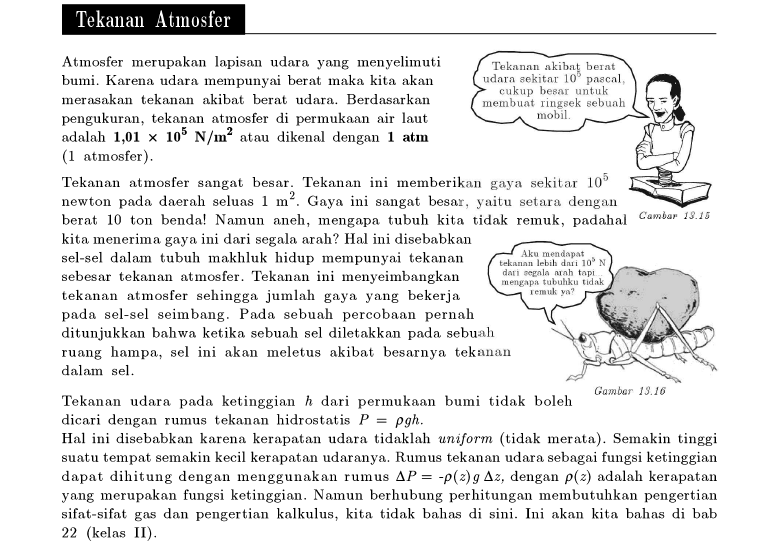 Tekanan Atmosfer
Atmosfer merupakan lapisan udara yang menyelimuti
bumi. Karena udara mempunyai berat maka kita akan
merasakan tekanan akibat berat udara. Berdasarkan
pengukuran, tekanan atmosfer di permukaan air laut
adalah 1,01 × 10⁵ N/m² atau dikenal dengan 1 atm
(1 atmosfer).
Tekanan akibat berat
udara sekitar 10⁵ pascal,
cukup besar untuk
membuat ringsek sebuah
mobil.
Gambar 13.15
Tekanan atmosfer sangat besar. Tekanan ini memberikan gaya sekitar 10⁵
newton pada daerah seluas 1 m². Gaya ini sangat besar, yaitu setara dengan
berat 10 ton benda! Namun aneh, mengapa tubuh kita tidak remuk, padahal
kita menerima gaya ini dari segala arah? Hal ini disebabkan
sel-sel dalam tubuh makhluk hidup mempunyai tekanan
sebesar tekanan atmosfer. Tekanan ini menyeimbangkan
tekanan atmosfer sehingga jumlah gaya yang bekerja
pada sel-sel seimbang. Pada sebuah percobaan pernah
ditunjukkan bahwa ketika sebuah sel diletakkan pada sebuah
ruang hampa, sel ini akan meletus akibat besarnya tekanan
dalam sel.
Aku mendapat
tekanan lebih dari 10⁵ N
dari segala arah tapi...
mengapa tubuhku tidak
remuk ya?
Gambar 13.16
Tekanan udara pada ketinggian h dari permukaan bumi tidak boleh
dicari dengan rumus tekanan hidrostatis P = ρgh.
Hal ini disebabkan karena kerapatan udara tidaklah uniform (tidak merata). Semakin tinggi
suatu tempat semakin kecil kerapatan udaranya. Rumus tekanan udara sebagai fungsi ketinggian
dapat dihitung dengan menggunakan rumus ΔP = -ρ(z) g Δz, dengan ρ(z) adalah kerapatan
yang merupakan fungsi ketinggian. Namun berhubung perhitungan membutuhkan pengertian
sifat-sifat gas dan pengertian kalkulus, kita tidak bahas di sini. Ini akan kita bahas di bab
22 (kelas II).